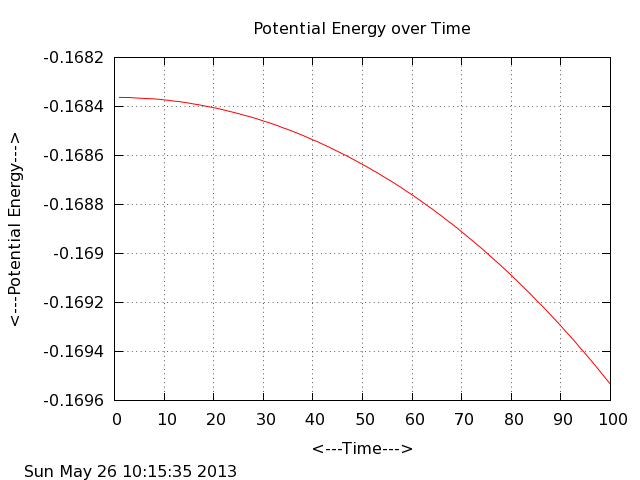 Potential Energy over Time
-0.1682
-0.1684
-0.1686
-0.1688
-0.169
-0.1692
-0.1694
-0.1696
<---Potential Energy--->
0 10 20 30 40 50 60 70 80 90 100
<---Time--->
Sun May 26 10:15:35 2013